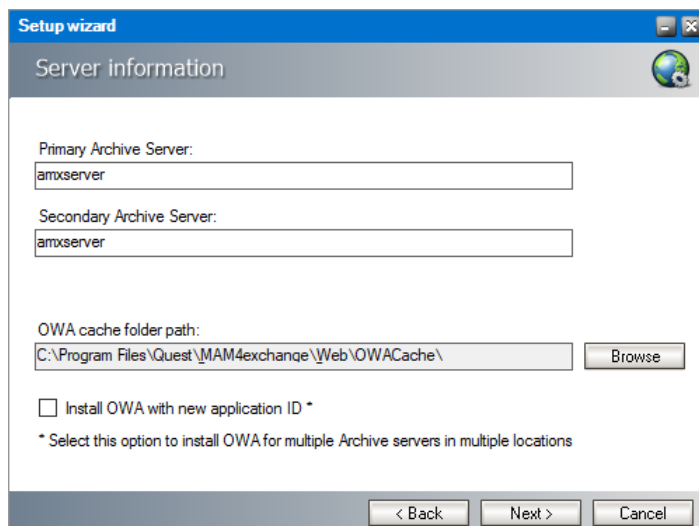 Setup wizard
Server information
Primary Archive Server:
amxserver
Secondary Archive Server:
amxserver
OWA cache folder path:
C:\Program Files\Quest\MAM4exchange\Web\OWACache\
Browse
Install OWA with new application ID *
* Select this option to install OWA for multiple Archive servers in multiple locations
< Back
Next >
Cancel